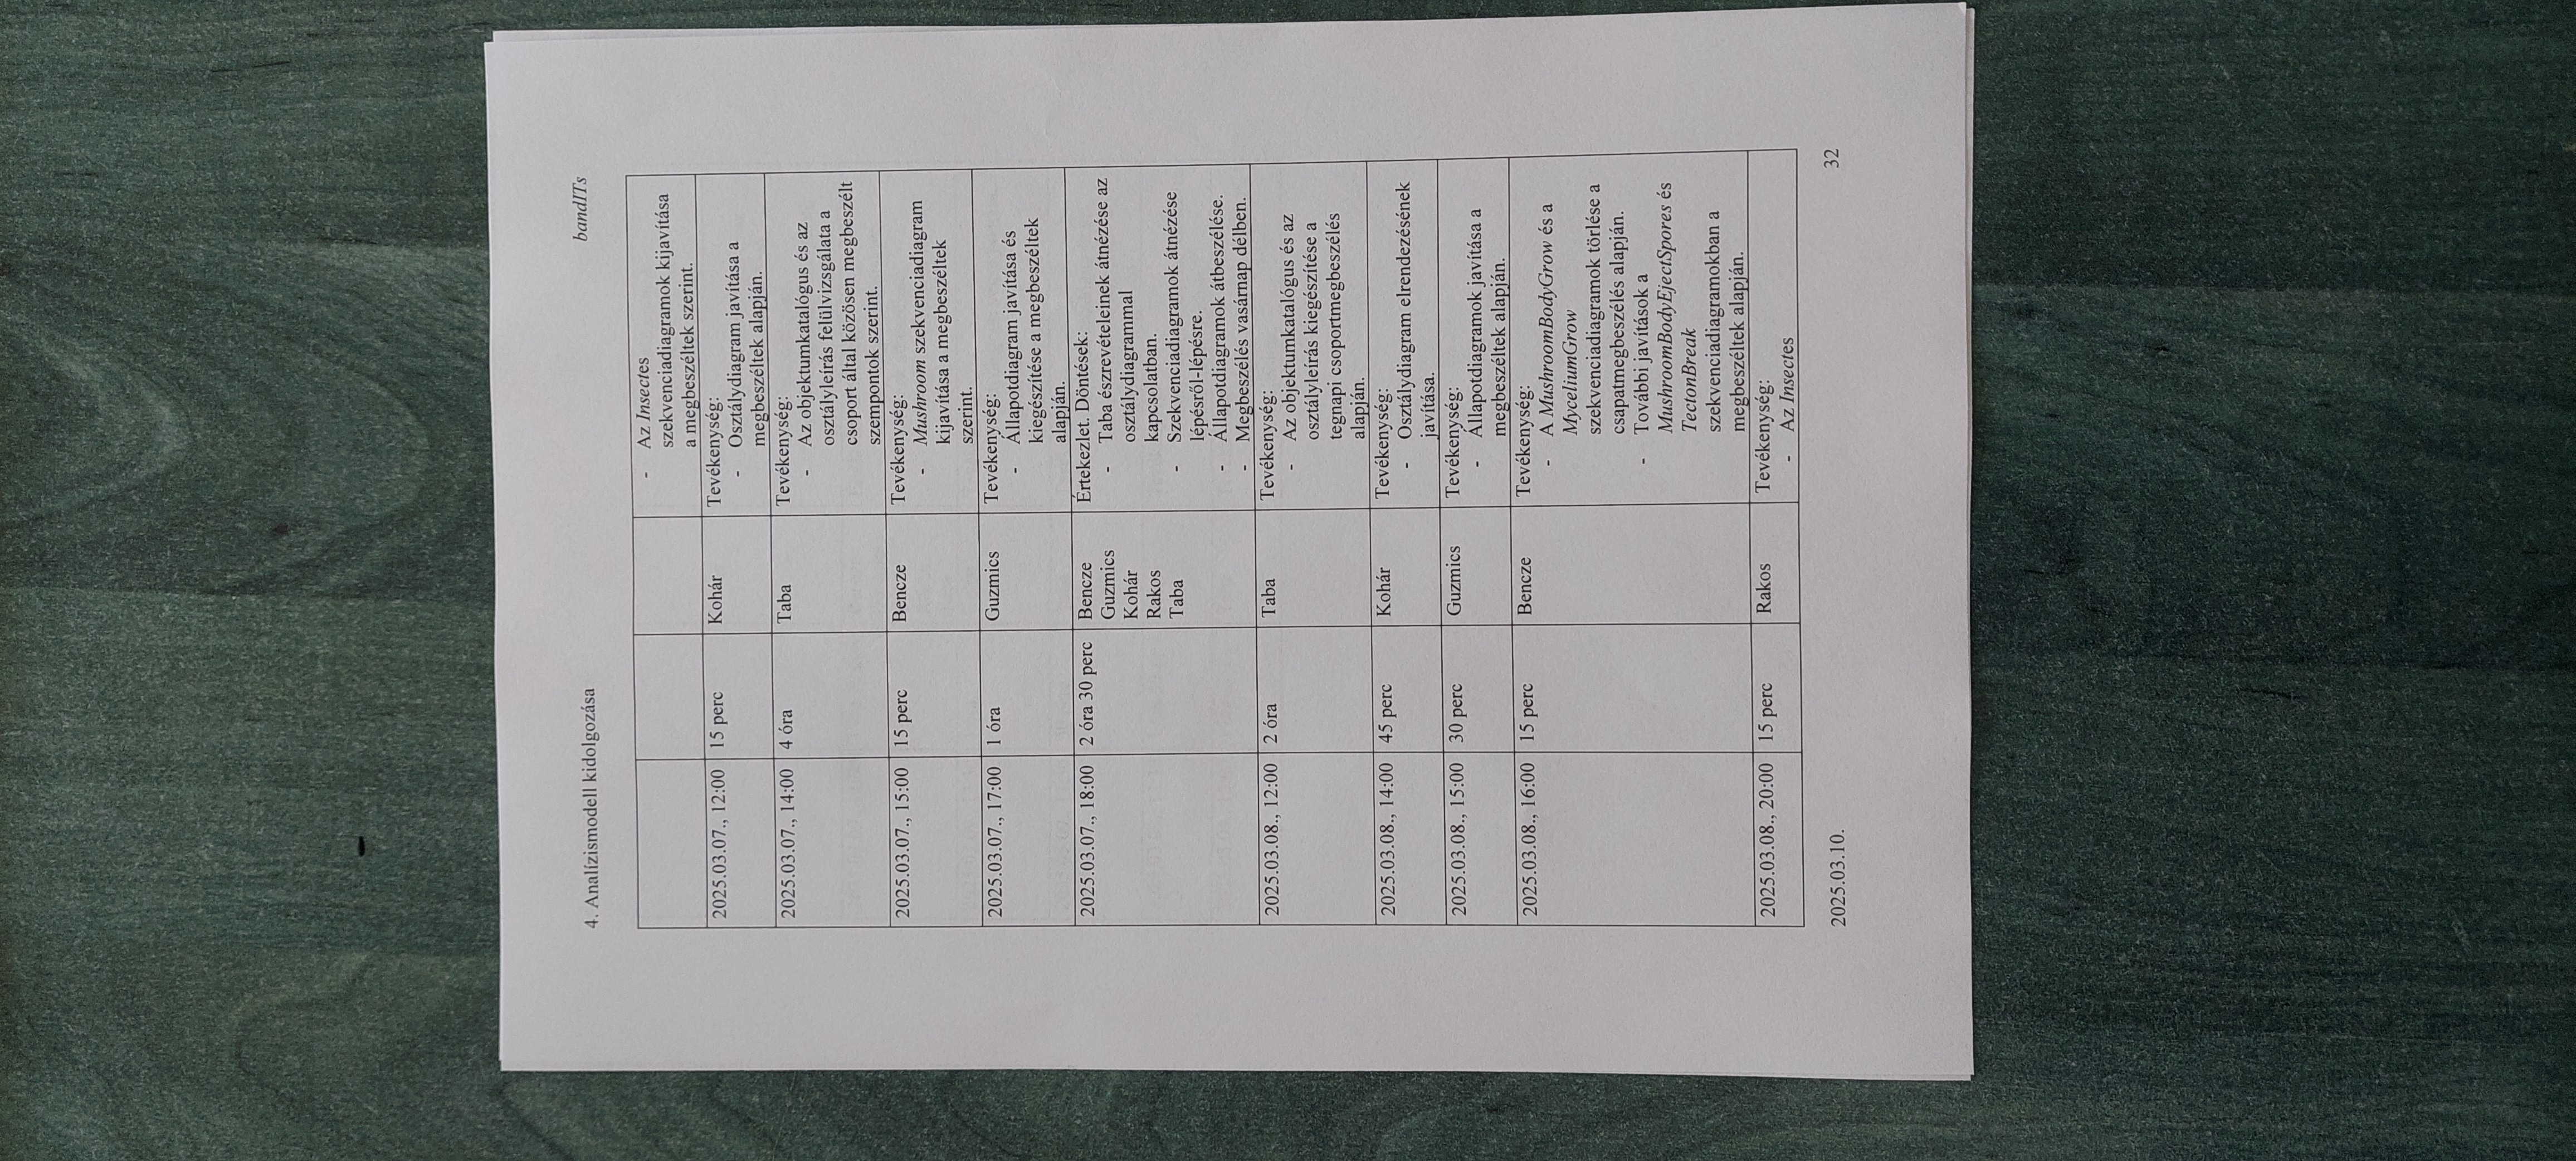 4. Analízismodell kidolgozása bandITs
- Az Insectes
szekvenciadiagramok kijavítása
a megbeszéltek szerint.
2025.03.07., 12:00 15 perc Kohár Tevékenység:
- Osztálydiagram javítása a
megbeszéltek alapján.
2025.03.07., 14:00 4 óra Taba Tevékenység:
- Az objektumkatalógus és az
osztályleírás felülvizsgálata a
csoport által közösen megbeszélt
szempontok szerint.
2025.03.07., 15:00 15 perc Bencze Tevékenység:
- Mushroom szekvenciadiagram
kijavítása a megbeszéltek
szerint.
2025.03.07., 17:00 1 óra Guzmics Tevékenység:
- Állapotdiagram javítása és
kiegészítése a megbeszéltek
alapján.
2025.03.07., 18:00 2 óra 30 perc Bencze Értekezlet. Döntések:
Guzmics - Taba észrevételeinek átnézése az
Kohár osztálydiagrammal
Rakos kapcsolatban.
Taba - Szekvenciadiagramok átnézése
lépésről-lépésre.
- Állapotdiagramok átbeszélése.
- Megbeszélés vasárnap délben.
2025.03.08., 12:00 2 óra Taba Tevékenység:
- Az objektumkatalógus és az
osztályleírás kiegészítése a
tegnapi csoportmegbeszélés
alapján.
2025.03.08., 14:00 45 perc Kohár Tevékenység:
- Osztálydiagram elrendezésének
javítása.
2025.03.08., 15:00 30 perc Guzmics Tevékenység:
- Állapotdiagramok javítása a
megbeszéltek alapján.
2025.03.08., 16:00 15 perc Bencze Tevékenység:
- A MushroomBodyGrow és a
MyceliumGrow
szekvenciadiagramok törlése a
csapatmegbeszélés alapján.
- További javítások a
MushroomBodyEjectSpores és
TectonBreak
szekvenciadiagramokban a
megbeszéltek alapján.
2025.03.08., 20:00 15 perc Rakos Tevékenység:
- Az Insectes
2025.03.10. 32